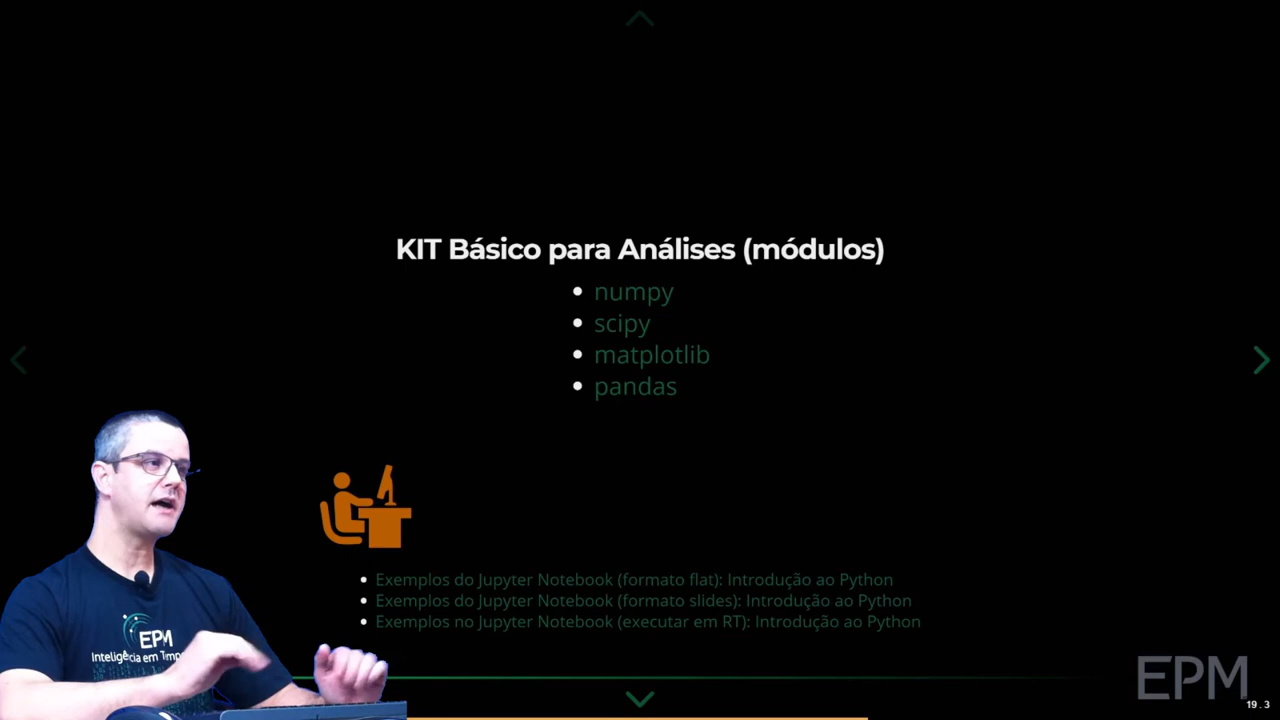 KIT Básico para Análises (módulos)
numpy
scipy
matplotlib
pandas
Exemplos do Jupyter Notebook (formato flat): Introdução ao Python
Exemplos do Jupyter Notebook (formato slides): Introdução ao Python
Exemplos no Jupyter Notebook (executar em RT): Introdução ao Python
EPM
Inteligência em
EPM
19.3